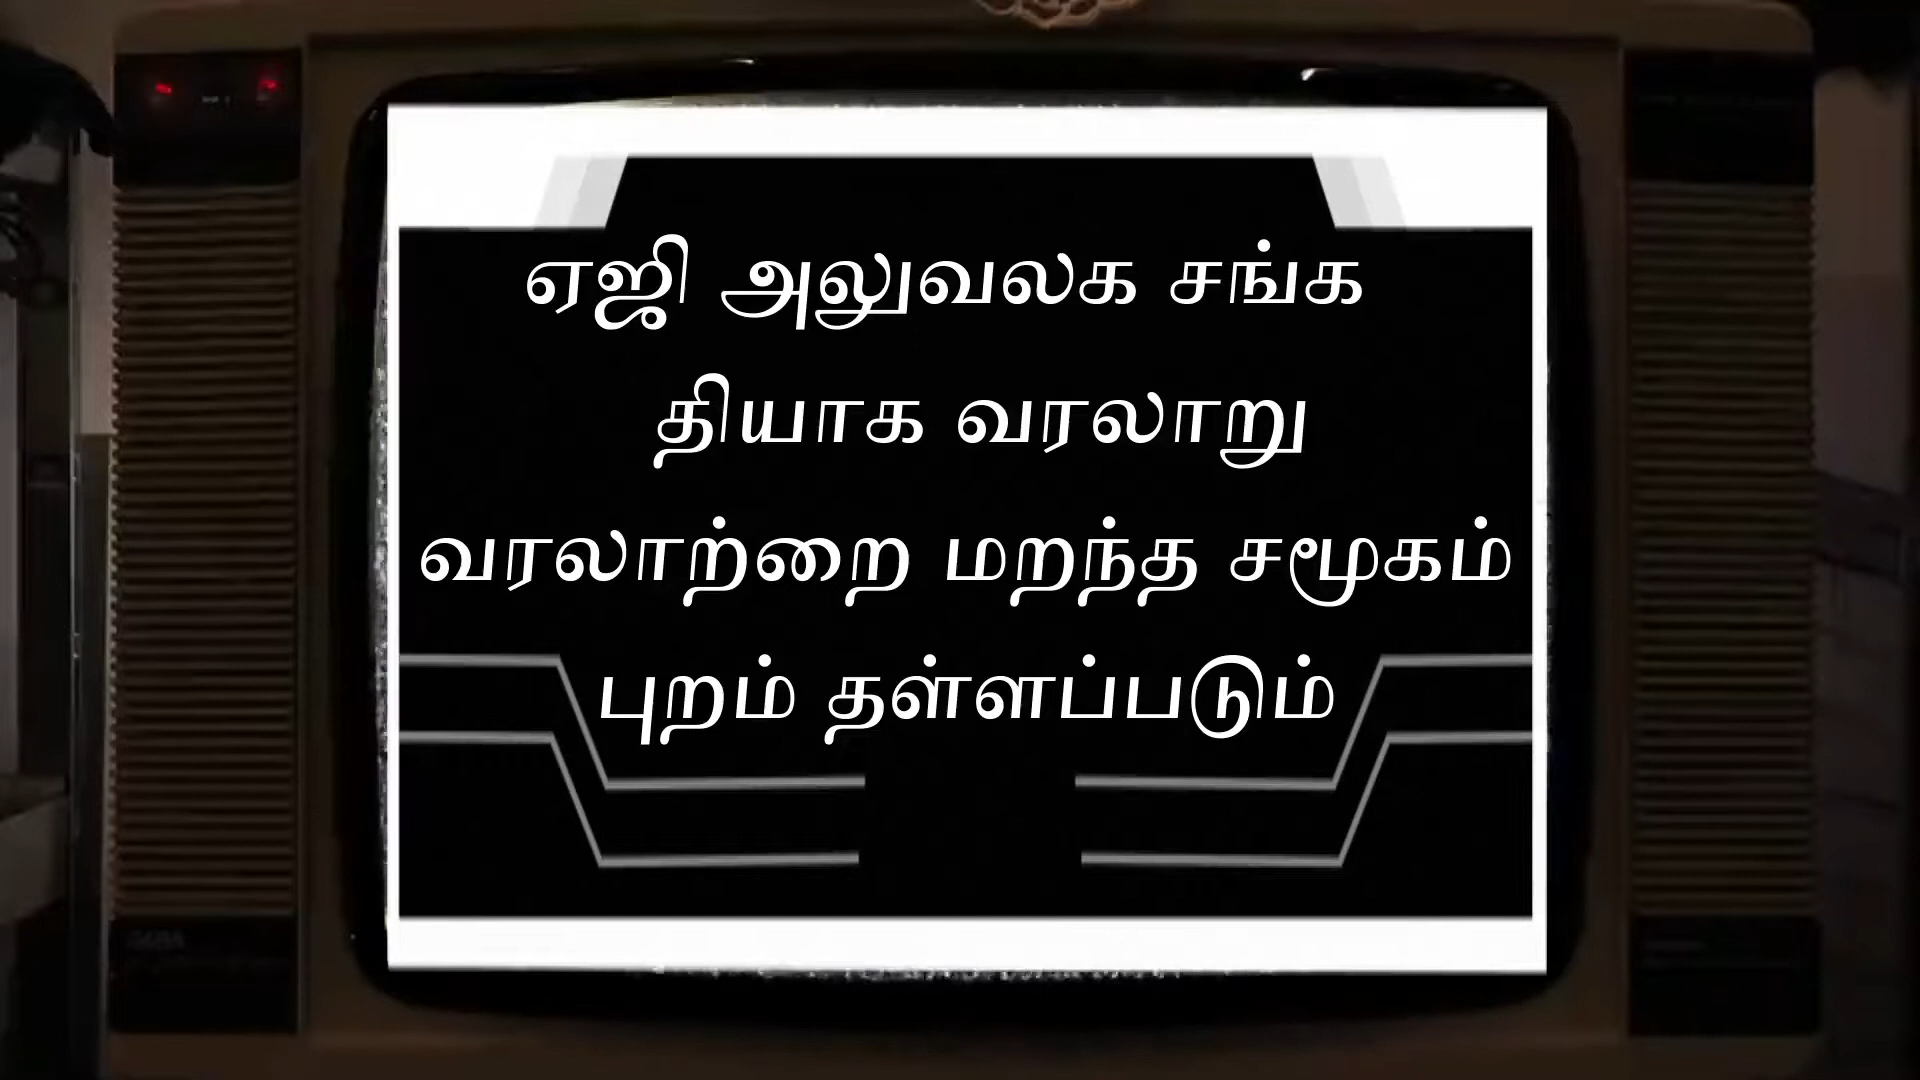 ஏஜி அலுவலக சங்க
தியாக வரலாறு
வரலாற்றை மறந்த சமூகம்
புறம் தள்ளப்படும்